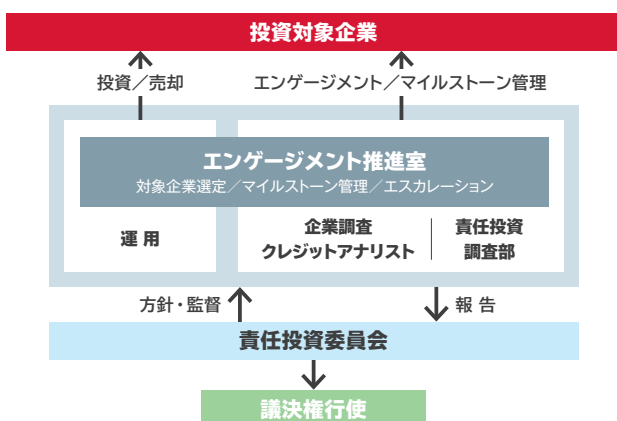 投資対象企業
投資／売却
エンゲージメント／マイルストーン管理
エンゲージメント推進室
対象企業選定／マイルストーン管理／エスカレーション
運用
企業調査
クレジットアナリスト
責任投資
調査部
方針・監督
報告
責任投資委員会
議決権行使